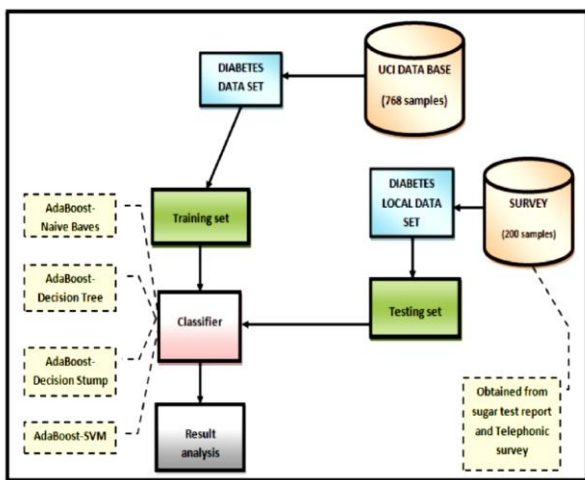 DIABETES
DATA SET
UCI DATA BASE
(768 samples)
AdaBoost-
Naive Baves
Training set
DIABETES
LOCAL DATA
SET
SURVEY
(200 samples)
AdaBoost-
Decision Tree
Classifier
Testing set
AdaBoost-
Decision Stump
AdaBoost-SVM
Result
analysis
Obtained from
sugar test report
and Telephonic
survey